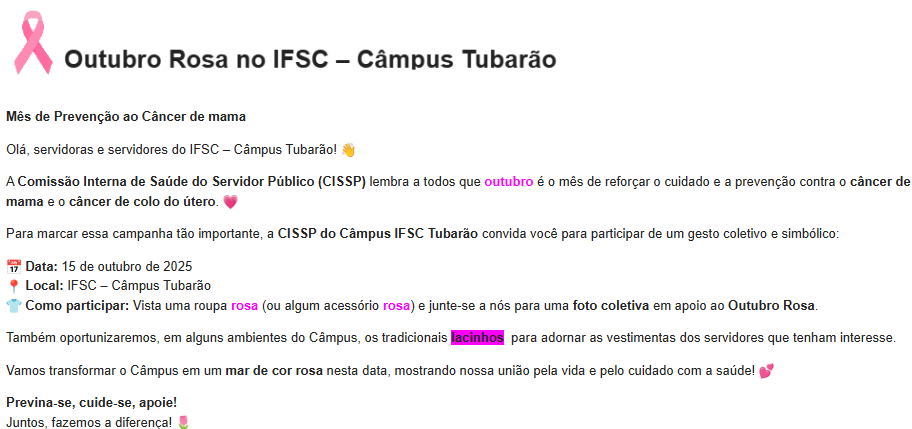 Outubro Rosa no IFSC – Câmpus Tubarão
Mês de Prevenção ao Câncer de mama
Olá, servidoras e servidores do IFSC – Câmpus Tubarão! 👋
A Comissão Interna de Saúde do Servidor Público (CISSP) lembra a todos que outubro é o mês de reforçar o cuidado e a prevenção contra o câncer de
mama e o câncer de colo do útero. 💗
Para marcar essa campanha tão importante, a CISSP do Câmpus IFSC Tubarão convida você para participar de um gesto coletivo e simbólico:
📅 Data: 15 de outubro de 2025
📍 Local: IFSC – Câmpus Tubarão
👕 Como participar: Vista uma roupa rosa (ou algum acessório rosa) e junte-se a nós para uma foto coletiva em apoio ao Outubro Rosa.
Também oportunizaremos, em alguns ambientes do Câmpus, os tradicionais lacinhos para adornar as vestimentas dos servidores que tenham interesse.
Vamos transformar o Câmpus em um mar de cor rosa nesta data, mostrando nossa união pela vida e pelo cuidado com a saúde! 💕
Previna-se, cuide-se, apoie!
Juntos, fazemos a diferença! 🌷